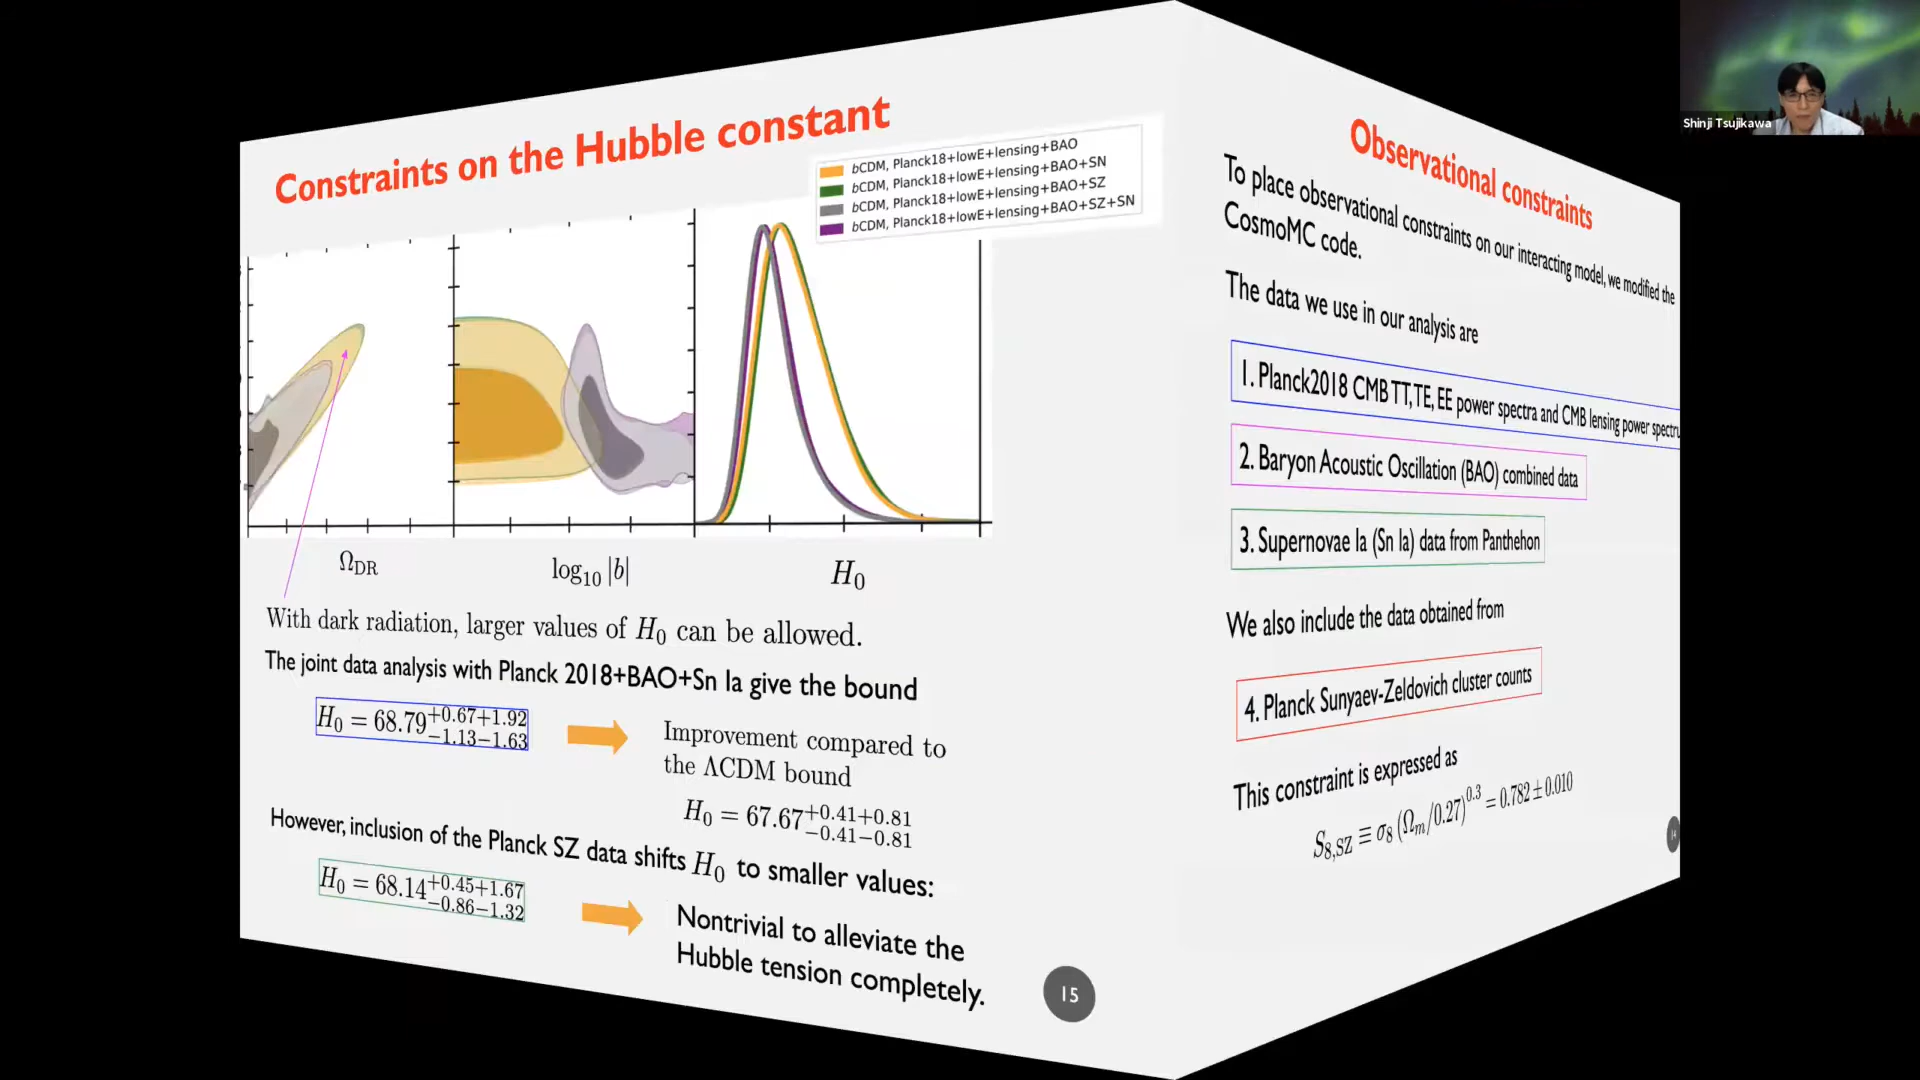 Constraints on the Hubble constant
bCDM, Planck18+lowE+lensing+BAO
bCDM, Planck18+lowE+lensing+BAO+SN
bCDM, Planck18+lowE+lensing+BAO+SZ
bCDM, Planck18+lowE+lensing+BAO+SZ+SN
Ω_DR
log₁₀ |b|
H₀
With dark radiation, larger values of H₀ can be allowed.
The joint data analysis with Planck 2018+BAO+Sn Ia give the bound
H₀ = 68.79^{+0.67+1.92}_{−1.13−1.63}
Improvement compared to
the ΛCDM bound
H₀ = 67.67^{+0.41+0.81}_{−0.41−0.81}
However, inclusion of the Planck SZ data shifts H₀ to smaller values:
H₀ = 68.14^{+0.45+1.67}_{−0.86−1.32}
Nontrivial to alleviate the
Hubble tension completely.
15
Observational constraints
To place observational constraints on our interacting model, we modified the
CosmoMC code.
The data we use in our analysis are
1. Planck2018 CMB TT, TE, EE power spectra and CMB lensing power spectru
2. Baryon Acoustic Oscillation (BAO) combined data
3. Supernovae Ia (Sn Ia) data from Panthehon
We also include the data obtained from
4. Planck Sunyaev-Zeldovich cluster counts
This constraint is expressed as
S_{8,SZ} ≡ σ₈ (Ω_m/0.27)^{0.3} = 0.782 ± 0.010
14
Shinji Tsujikawa